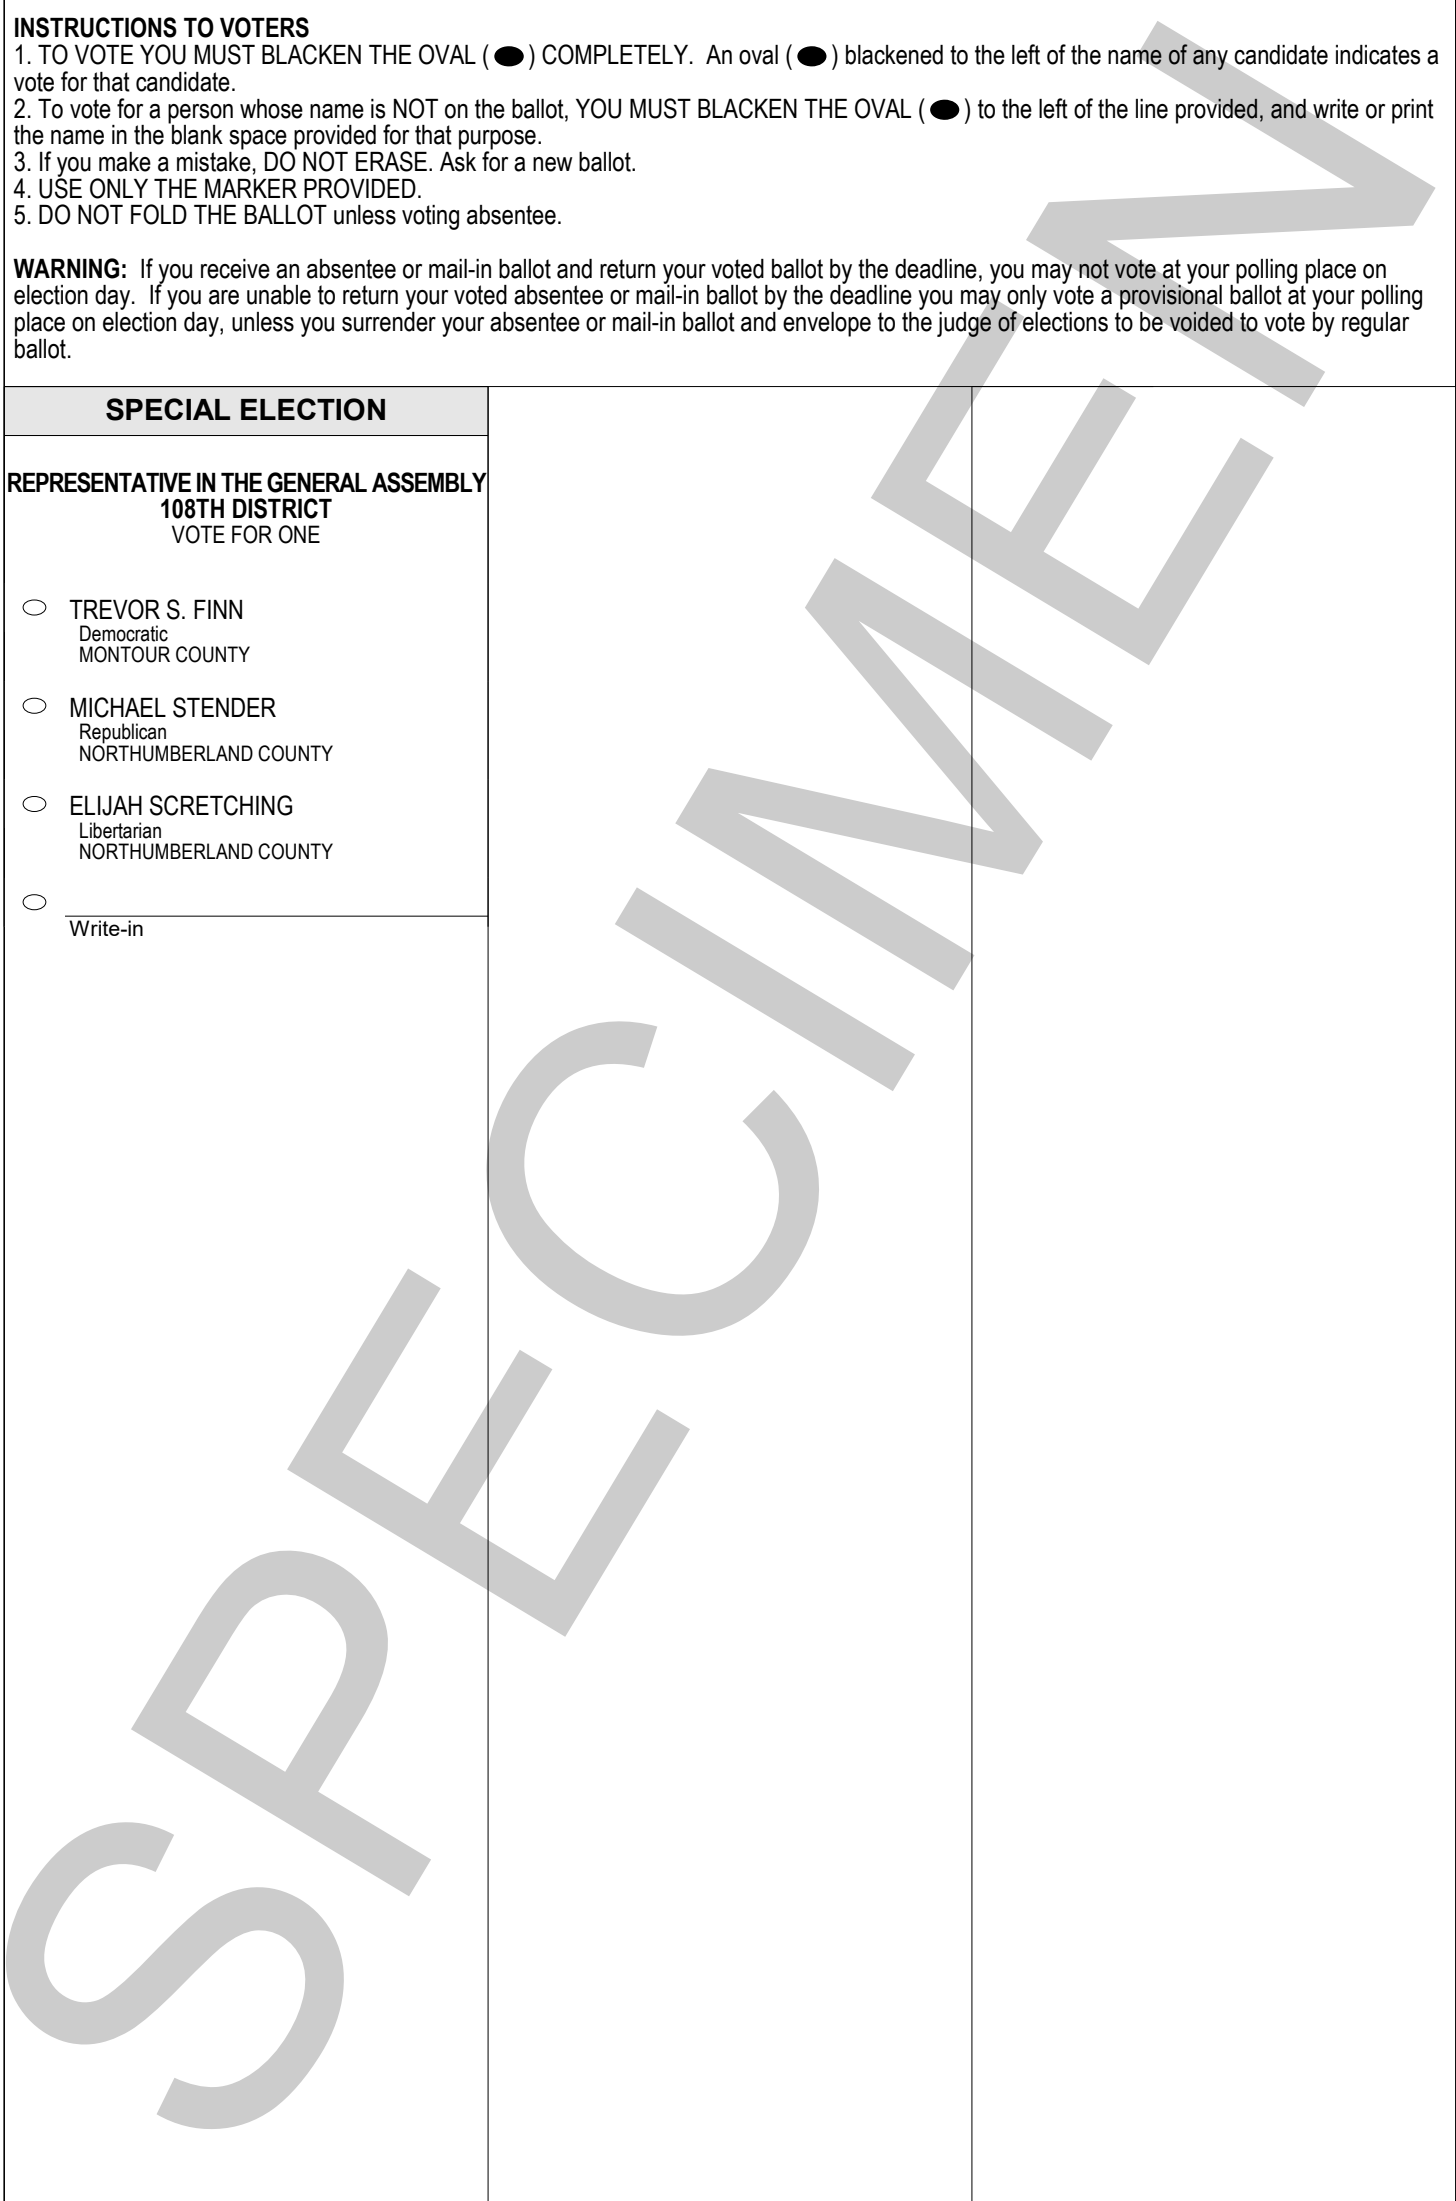 INSTRUCTIONS TO VOTERS
1. TO VOTE YOU MUST BLACKEN THE OVAL ( ) COMPLETELY.  An oval ( ) blackened to the left of the name of any candidate indicates a
vote for that candidate.
2. To vote for a person whose name is NOT on the ballot, YOU MUST BLACKEN THE OVAL ( ) to the left of the line provided, and write or print
the name in the blank space provided for that purpose.
3. If you make a mistake, DO NOT ERASE. Ask for a new ballot.
4. USE ONLY THE MARKER PROVIDED.
5. DO NOT FOLD THE BALLOT unless voting absentee.
WARNING:  If you receive an absentee or mail-in ballot and return your voted ballot by the deadline, you may not vote at your polling place on
election day.  If you are unable to return your voted absentee or mail-in ballot by the deadline you may only vote a provisional ballot at your polling
place on election day, unless you surrender your absentee or mail-in ballot and envelope to the judge of elections to be voided to vote by regular
ballot.
SPECIAL ELECTION
REPRESENTATIVE IN THE GENERAL ASSEMBLY
108TH DISTRICT
VOTE FOR ONE
TREVOR S. FINN
Democratic
MONTOUR COUNTY
MICHAEL STENDER
Republican
NORTHUMBERLAND COUNTY
ELIJAH SCRETCHING
Libertarian
NORTHUMBERLAND COUNTY
Write-in
SPECIMEN